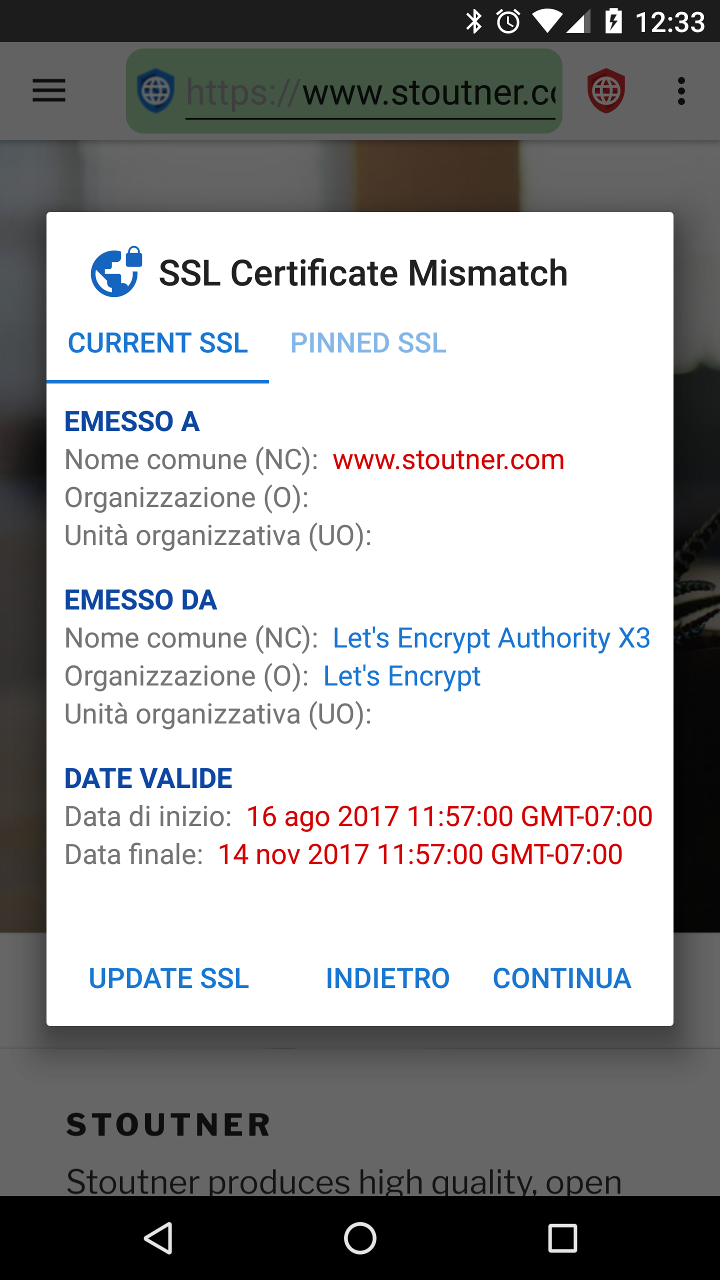 12:33
https://www.stoutner.co
SSL Certificate Mismatch
CURRENT SSL PINNED SSL
EMESSO A
Nome comune (NC): www.stoutner.com
Organizzazione (O):
Unità organizzativa (UO):
EMESSO DA
Nome comune (NC): Let's Encrypt Authority X3
Organizzazione (O): Let's Encrypt
Unità organizzativa (UO):
DATE VALIDE
Data di inizio: 16 ago 2017 11:57:00 GMT-07:00
Data finale: 14 nov 2017 11:57:00 GMT-07:00
UPDATE SSL INDIETRO CONTINUA
STOUTNER
Stoutner produces high quality, open